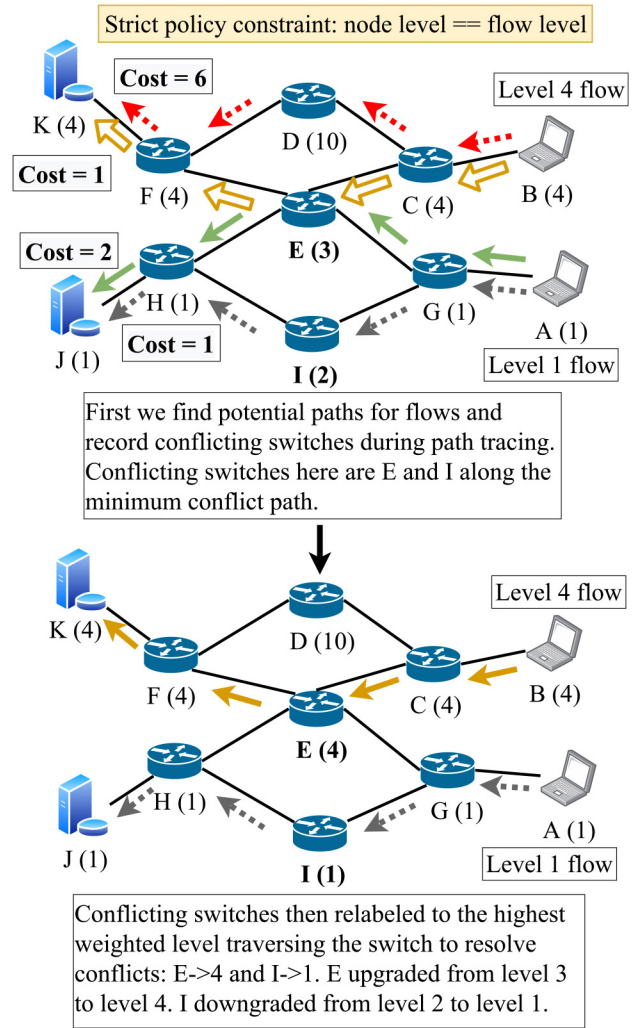 Strict policy constraint: node level == flow level
Cost = 6
Level 4 flow
K (4)
D (10)
Cost = 1
F (4)
C (4)
B (4)
E (3)
Cost = 2
H (1)
G (1)
A (1)
J (1)
Cost = 1
I (2)
Level 1 flow
First we find potential paths for flows and
record conflicting switches during path tracing.
Conflicting switches here are E and I along the
minimum conflict path.
Level 4 flow
K (4)
D (10)
F (4)
C (4)
B (4)
E (4)
H (1)
G (1)
A (1)
J (1)
I (1)
Level 1 flow
Conflicting switches then relabeled to the highest
weighted level traversing the switch to resolve
conflicts: E->4 and I->1. E upgraded from level 3
to level 4. I downgraded from level 2 to level 1.